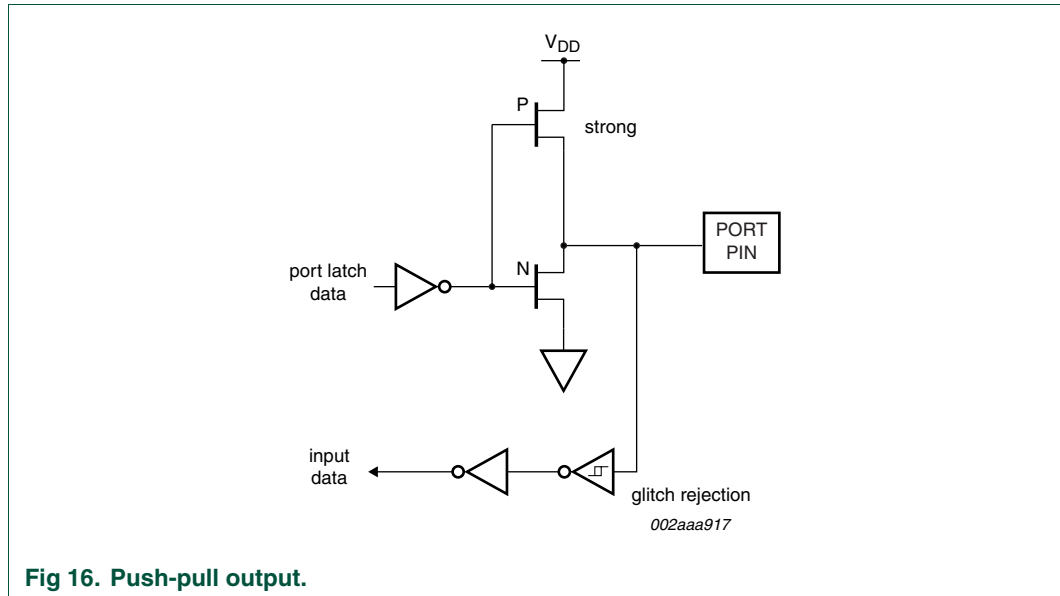 VDD
P
strong
PORT
PIN
N
port latch
data
input
data
glitch rejection
002aaa917
Fig 16. Push-pull output.